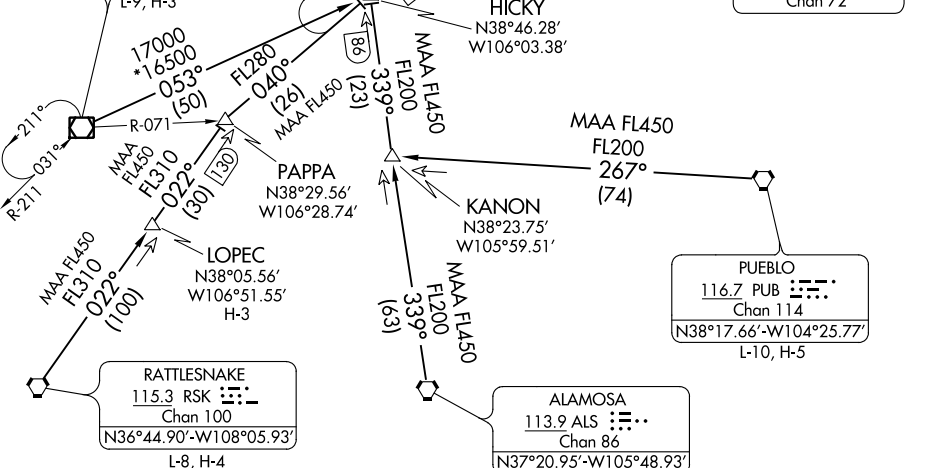 L-9, H-3
Chan 72
HICKY
N38°46.28'
W106°03.38'
17000
*16500
053°
(50)
FL280
040°
(26)
MAA FL450
86
MAA FL450
FL200
339°
(23)
211°
031°
R-211
R-071
MAA
FL450
FL310
022°
(30)
130
PAPPA
N38°29.56'
W106°28.74'
MAA FL450
FL200
267°
(74)
KANON
N38°23.75'
W105°59.51'
LOPEC
N38°05.56'
W106°51.55'
H-3
MAA FL450
FL310
022°
(100)
MAA FL450
FL200
339°
(63)
PUEBLO
116.7 PUB
Chan 114
N38°17.66'-W104°25.77'
L-10, H-5
RATTLESNAKE
115.3 RSK
Chan 100
N36°44.90'-W108°05.93'
L-8, H-4
ALAMOSA
113.9 ALS
Chan 86
N37°20.95'-W105°48.93'